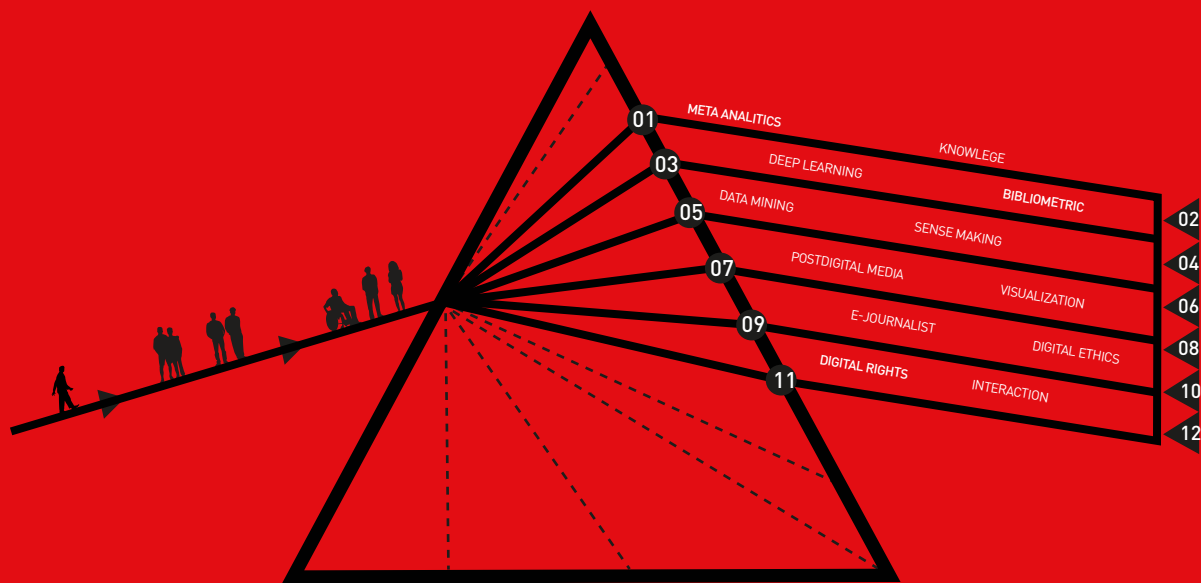 01
META ANALITICS
KNOWLEGE
03
DEEP LEARNING
BIBLIOMETRIC
02
05
DATA MINING
SENSE MAKING
04
07
POSTDIGITAL MEDIA
VISUALIZATION
06
09
E-JOURNALIST
DIGITAL ETHICS
08
11
DIGITAL RIGHTS
INTERACTION
10
12